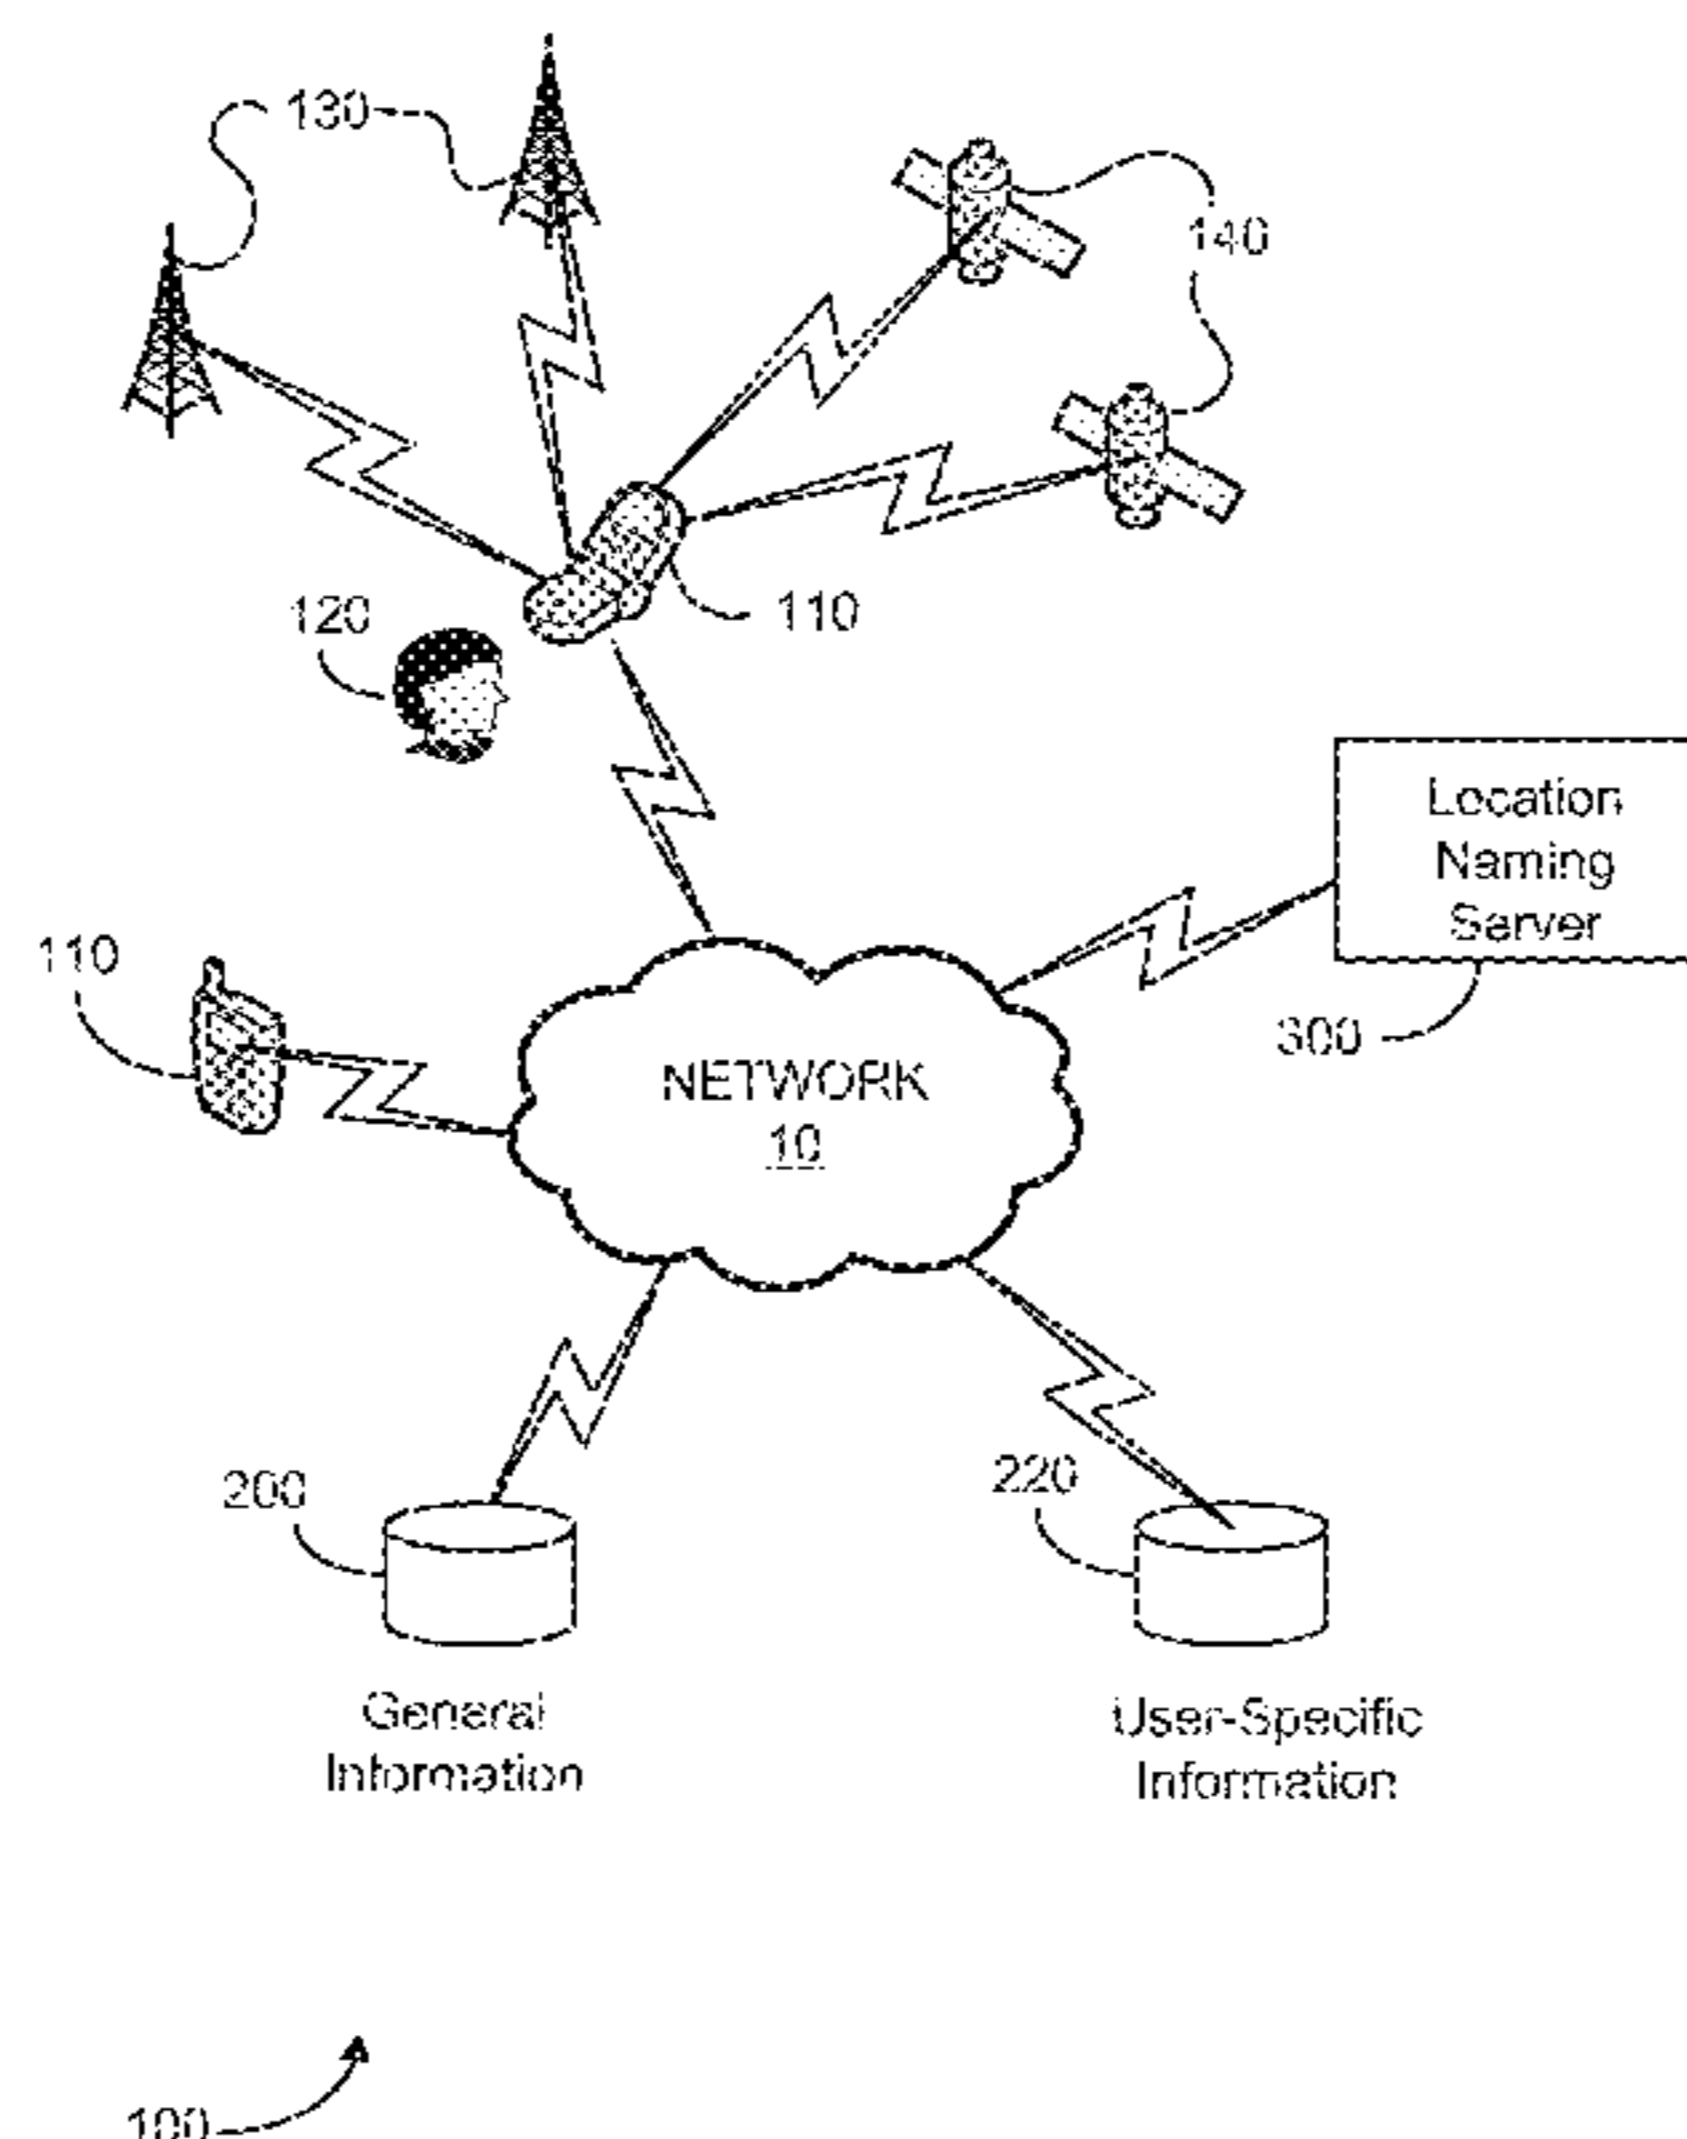 130
140
120
110
Location
Naming
Server
110
300
NETWORK
10
200
220
General
Information
User-Specific
Information
100